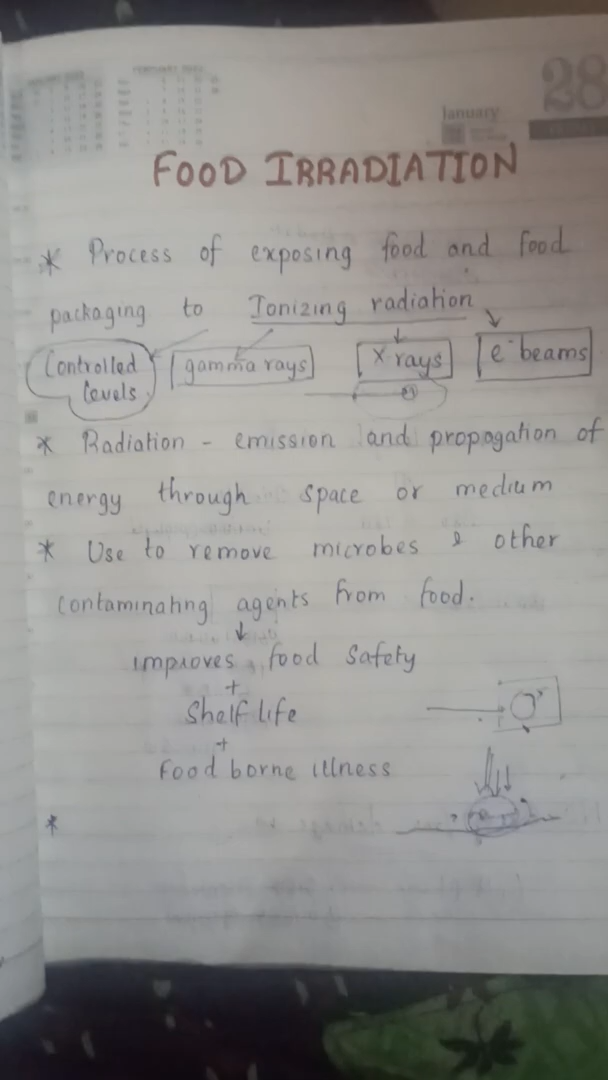 January
28
FOOD IRRADIATION
* Process of exposing food and food
packaging to Ionizing radiation
Controlled levels. gamma rays X rays e⁻ beams
* Radiation - emission and propagation of
energy through space or medium
* Use to remove microbes & other
contaminating agents from food.
↓
improves food safety
+
Shelf life
+
Food borne illness
*